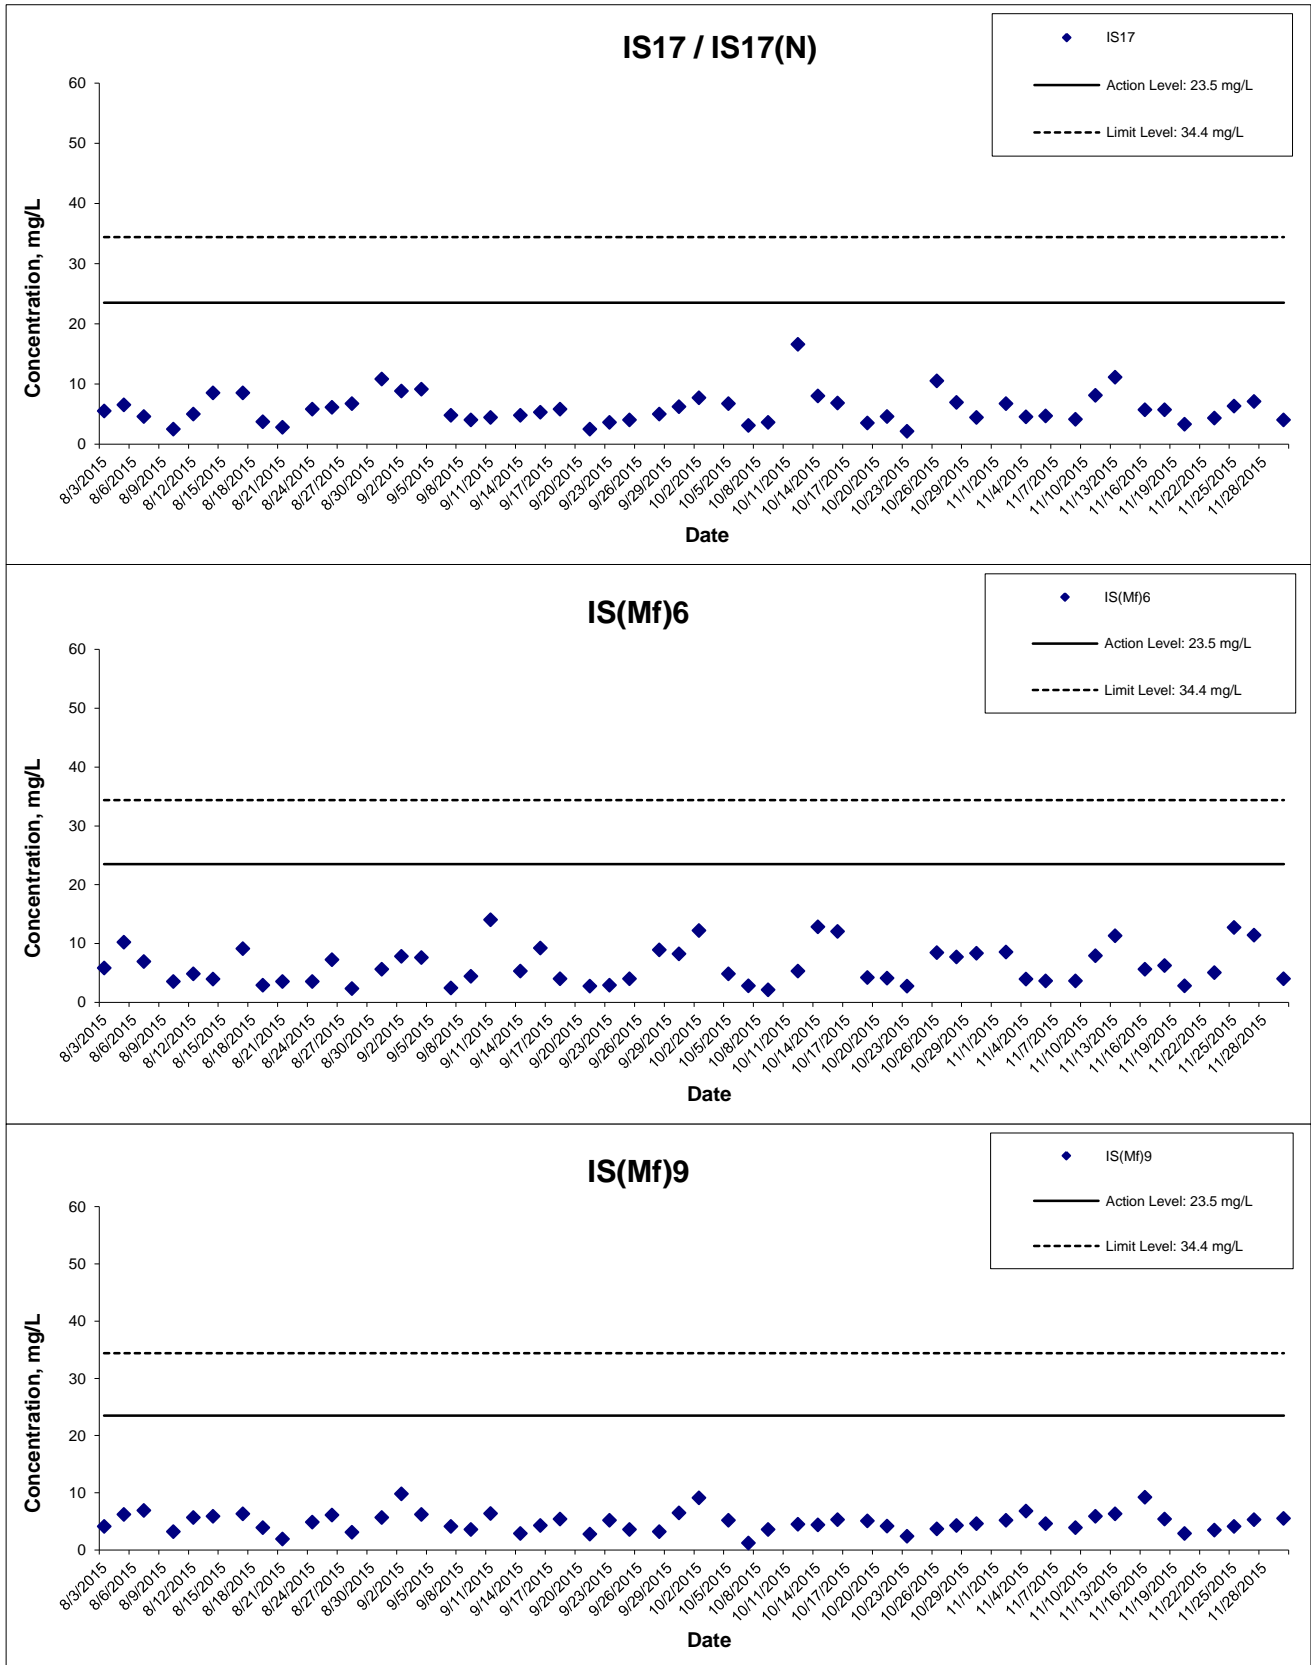 IS17 / IS17(N)
IS17
Action Level: 23.5 mg/L
Limit Level: 34.4 mg/L
Concentration, mg/L
60
50
40
30
20
10
0
8/3/2015 8/6/2015 8/9/2015 8/12/2015 8/15/2015 8/18/2015 8/21/2015 8/24/2015 8/27/2015 8/30/2015 9/2/2015 9/5/2015 9/8/2015 9/11/2015 9/14/2015 9/17/2015 9/20/2015 9/23/2015 9/26/2015 9/29/2015 10/2/2015 10/5/2015 10/8/2015 10/11/2015 10/14/2015 10/17/2015 10/20/2015 10/23/2015 10/26/2015 10/29/2015 11/1/2015 11/4/2015 11/7/2015 11/10/2015 11/13/2015 11/16/2015 11/19/2015 11/22/2015 11/25/2015 11/28/2015
Date
IS(Mf)6
IS(Mf)6
Action Level: 23.5 mg/L
Limit Level: 34.4 mg/L
Concentration, mg/L
60
50
40
30
20
10
0
8/3/2015 8/6/2015 8/9/2015 8/12/2015 8/15/2015 8/18/2015 8/21/2015 8/24/2015 8/27/2015 8/30/2015 9/2/2015 9/5/2015 9/8/2015 9/11/2015 9/14/2015 9/17/2015 9/20/2015 9/23/2015 9/26/2015 9/29/2015 10/2/2015 10/5/2015 10/8/2015 10/11/2015 10/14/2015 10/17/2015 10/20/2015 10/23/2015 10/26/2015 10/29/2015 11/1/2015 11/4/2015 11/7/2015 11/10/2015 11/13/2015 11/16/2015 11/19/2015 11/22/2015 11/25/2015 11/28/2015
Date
IS(Mf)9
IS(Mf)9
Action Level: 23.5 mg/L
Limit Level: 34.4 mg/L
Concentration, mg/L
60
50
40
30
20
10
0
8/3/2015 8/6/2015 8/9/2015 8/12/2015 8/15/2015 8/18/2015 8/21/2015 8/24/2015 8/27/2015 8/30/2015 9/2/2015 9/5/2015 9/8/2015 9/11/2015 9/14/2015 9/17/2015 9/20/2015 9/23/2015 9/26/2015 9/29/2015 10/2/2015 10/5/2015 10/8/2015 10/11/2015 10/14/2015 10/17/2015 10/20/2015 10/23/2015 10/26/2015 10/29/2015 11/1/2015 11/4/2015 11/7/2015 11/10/2015 11/13/2015 11/16/2015 11/19/2015 11/22/2015 11/25/2015 11/28/2015
Date